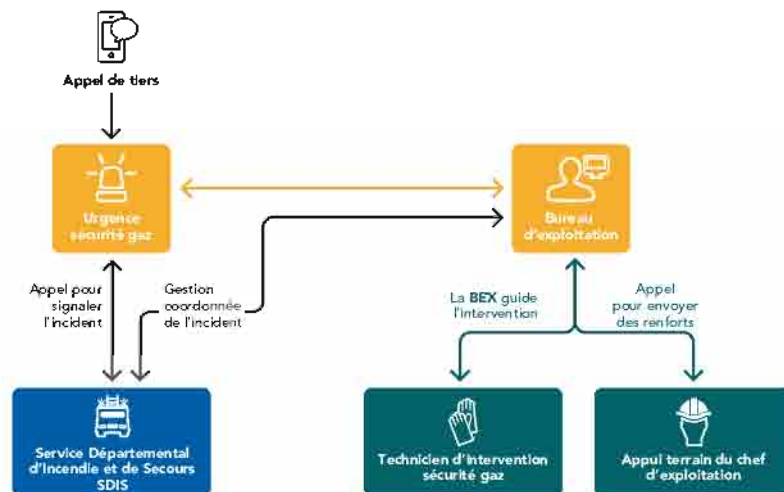 Appel de tiers
Urgence
sécurité gaz
Bureau
d'exploitation
Appel pour
signaler
l'incident
Gestion
coordonnée
de l'incident
La BEX guide
l'intervention
Appel
pour envoyer
des renforts
Service Départemental
d'Incendie et de Secours
SDIS
Technicien d'intervention
sécurité gaz
Appui terrain du chef
d'exploitation